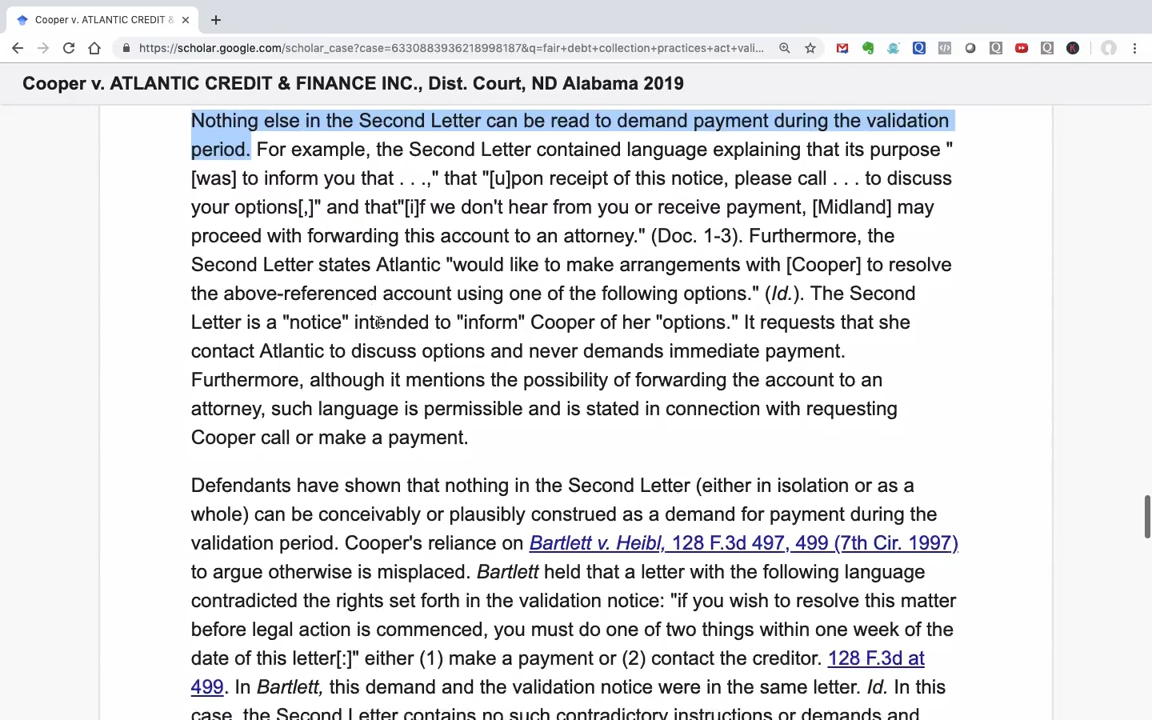 Cooper v. ATLANTIC CREDIT &
https://scholar.google.com/scholar_case?case=6330883936218998187&q=fair+debt+collection+practices+act+vali...
Cooper v. ATLANTIC CREDIT & FINANCE INC., Dist. Court, ND Alabama 2019
Nothing else in the Second Letter can be read to demand payment during the validation
period. For example, the Second Letter contained language explaining that its purpose "
[was] to inform you that . . .," that "[u]pon receipt of this notice, please call . . . to discuss
your options[,]" and that"[i]f we don't hear from you or receive payment, [Midland] may
proceed with forwarding this account to an attorney." (Doc. 1-3). Furthermore, the
Second Letter states Atlantic "would like to make arrangements with [Cooper] to resolve
the above-referenced account using one of the following options." (Id.). The Second
Letter is a "notice" intended to "inform" Cooper of her "options." It requests that she
contact Atlantic to discuss options and never demands immediate payment.
Furthermore, although it mentions the possibility of forwarding the account to an
attorney, such language is permissible and is stated in connection with requesting
Cooper call or make a payment.
Defendants have shown that nothing in the Second Letter (either in isolation or as a
whole) can be conceivably or plausibly construed as a demand for payment during the
validation period. Cooper's reliance on Bartlett v. Heibl, 128 F.3d 497, 499 (7th Cir. 1997)
to argue otherwise is misplaced. Bartlett held that a letter with the following language
contradicted the rights set forth in the validation notice: "if you wish to resolve this matter
before legal action is commenced, you must do one of two things within one week of the
date of this letter[:]" either (1) make a payment or (2) contact the creditor. 128 F.3d at
499. In Bartlett, this demand and the validation notice were in the same letter. Id. In this
case, the Second Letter contains no such contradictory instructions or demands and